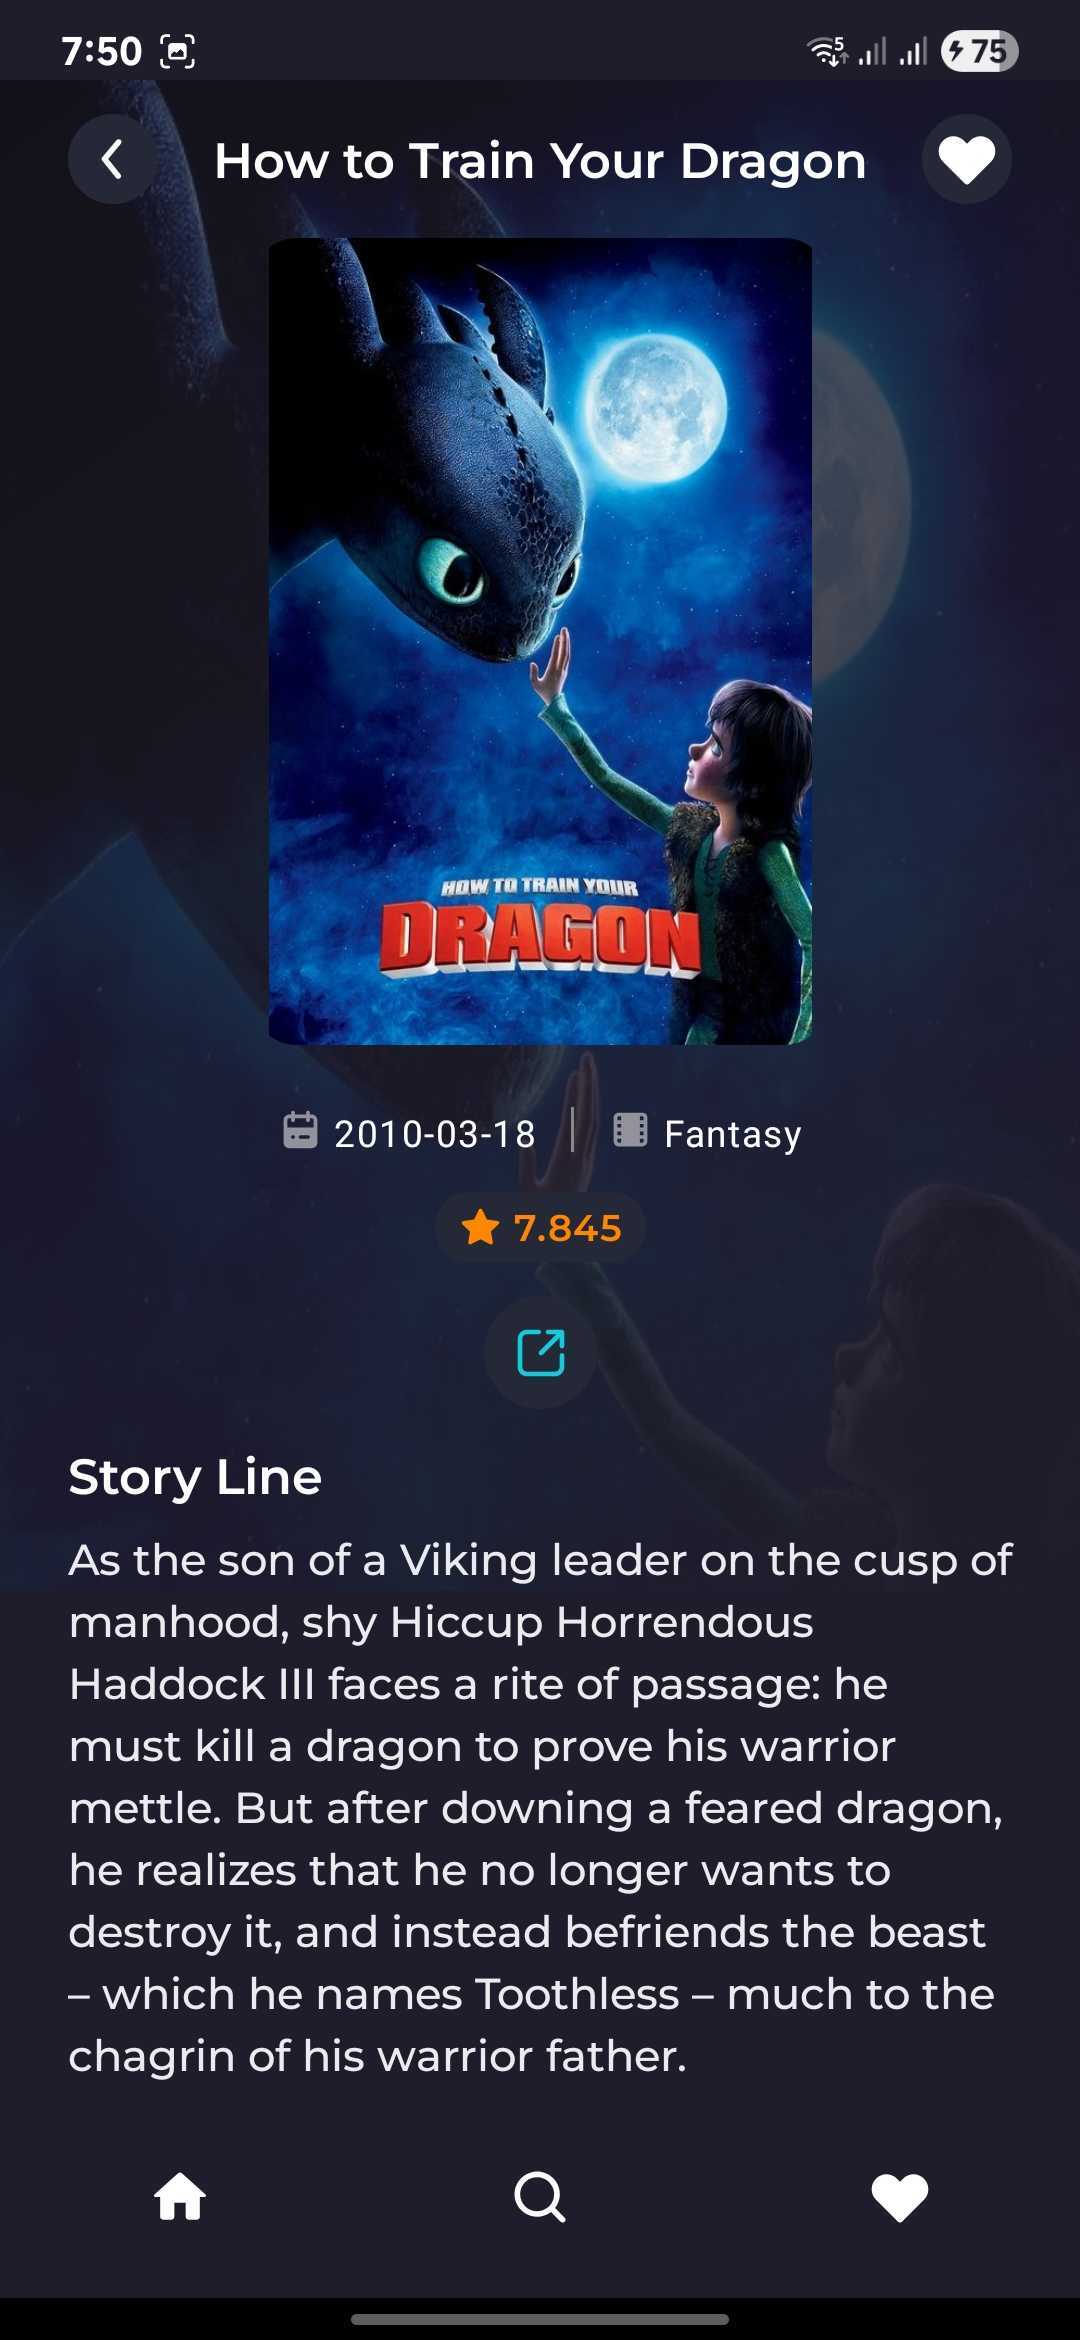 7:50
5
75
How to Train Your Dragon
HOW TO TRAIN YOUR
DRAGON
2010-03-18
Fantasy
7.845
Story Line
As the son of a Viking leader on the cusp of
manhood, shy Hiccup Horrendous
Haddock III faces a rite of passage: he
must kill a dragon to prove his warrior
mettle. But after downing a feared dragon,
he realizes that he no longer wants to
destroy it, and instead befriends the beast
– which he names Toothless – much to the
chagrin of his warrior father.